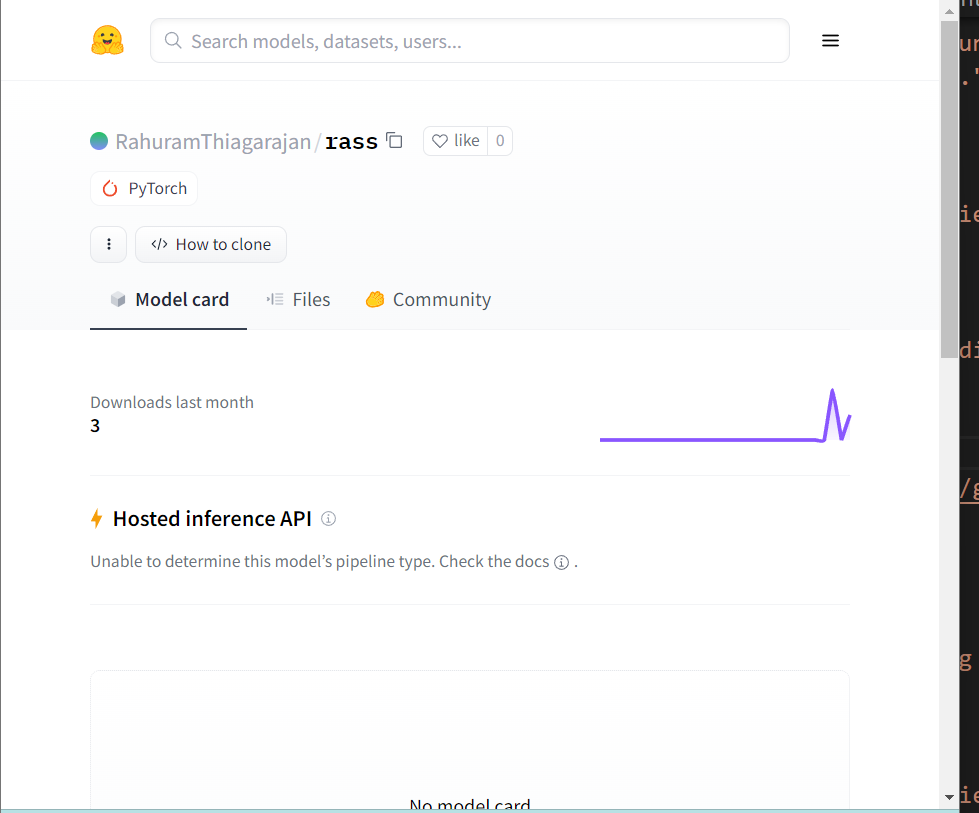 Search models, datasets, users...
RahuramThiagarajan/rass
like 0
PyTorch
</> How to clone
Model card Files Community
Downloads last month
3
Hosted inference API
Unable to determine this model's pipeline type. Check the docs .
No model card